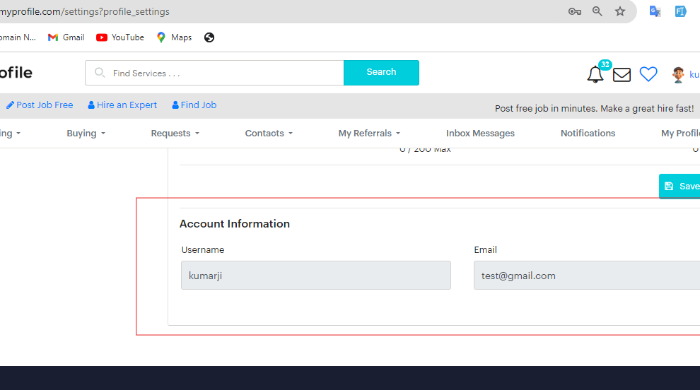 myprofile.com/settings?profile_settings
omain N... Gmail YouTube Maps
ofile Find Services . . . Search 32 ku
Post Job Free Hire an Expert Find Job Post free job in minutes. Make a great hire fast!
ing Buying Requests Contacts My Referrals Inbox Messages Notifications My Profile
0 / 200 Max 0
Save
Account Information
Username Email
kumarji test@gmail.com